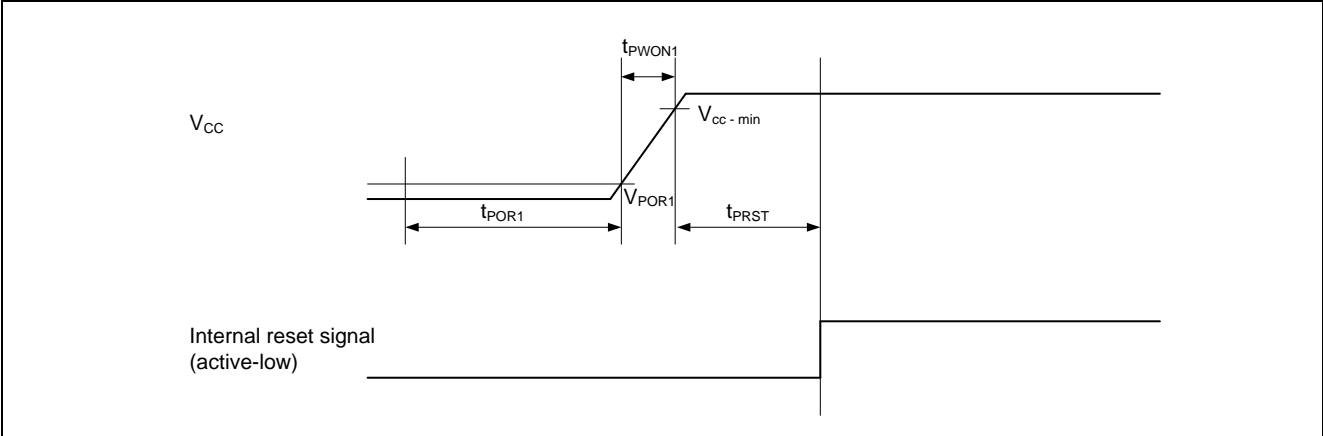 tPWON1
VCC
Vcc - min
VPOR1
tPOR1
tPRST
Internal reset signal
(active-low)